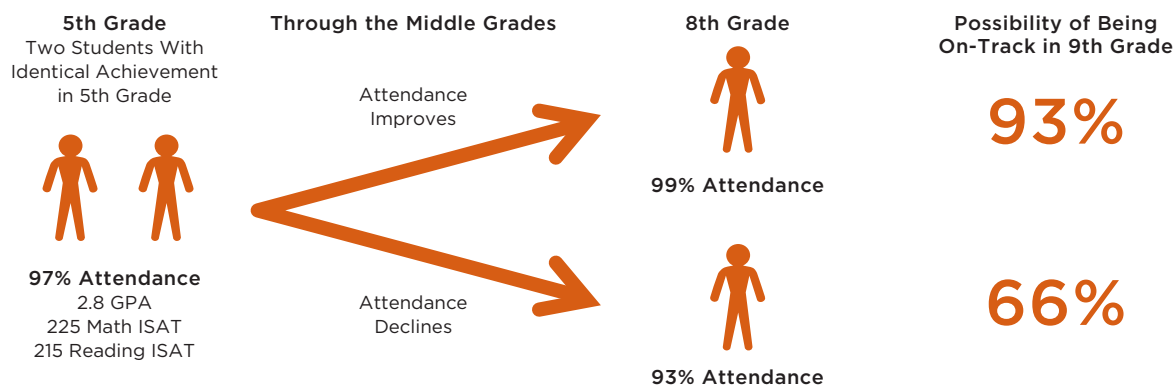 5th Grade
Two Students With
Identical Achievement
in 5th Grade
97% Attendance
2.8 GPA
225 Math ISAT
215 Reading ISAT
Through the Middle Grades
Attendance
Improves
Attendance
Declines
8th Grade
99% Attendance
93% Attendance
Possibility of Being
On-Track in 9th Grade
93%
66%